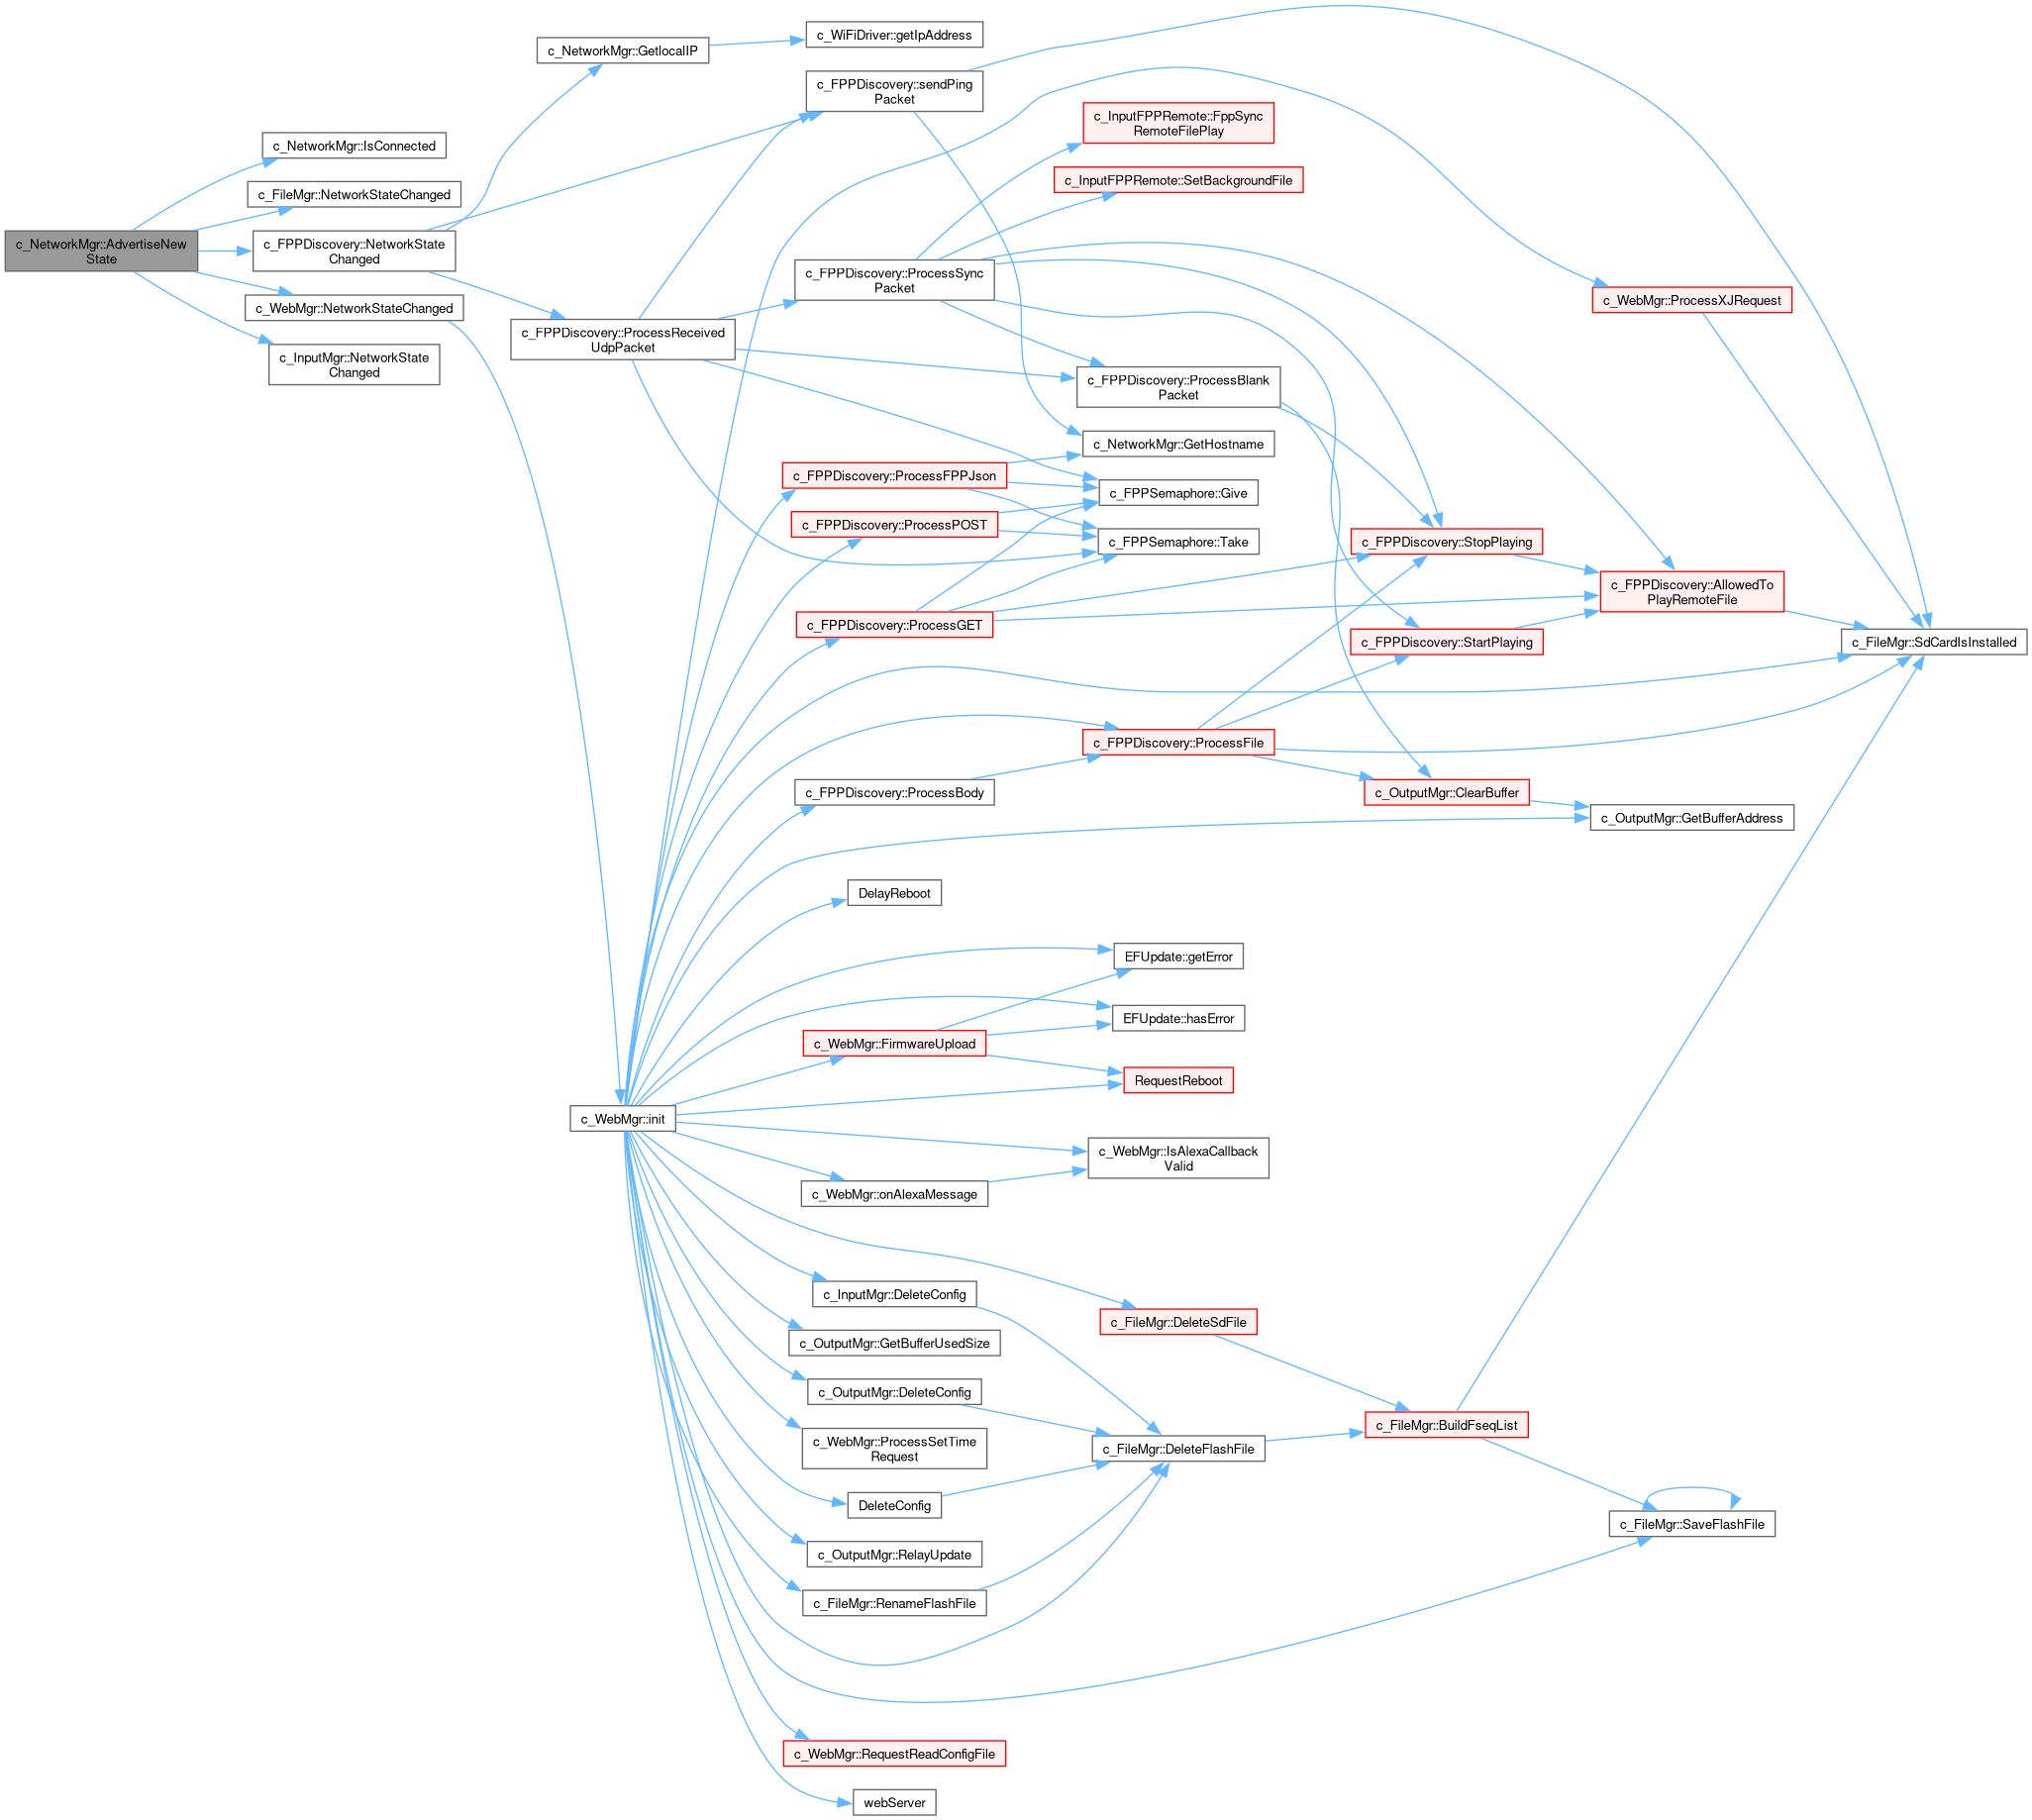 c_NetworkMgr::AdvertiseNew
State
c_NetworkMgr::IsConnected
c_FileMgr::NetworkStateChanged
c_FPPDiscovery::NetworkState
Changed
c_WebMgr::NetworkStateChanged
c_InputMgr::NetworkState
Changed
c_NetworkMgr::GetlocalIP
c_WiFiDriver::getIpAddress
c_FPPDiscovery::sendPing
Packet
c_InputFPPRemote::FppSync
RemoteFilePlay
c_InputFPPRemote::SetBackgroundFile
c_FPPDiscovery::ProcessSync
Packet
c_WebMgr::ProcessXJRequest
c_FPPDiscovery::ProcessReceived
UdpPacket
c_FPPDiscovery::ProcessBlank
Packet
c_NetworkMgr::GetHostname
c_FPPDiscovery::ProcessFPPJson
c_FPPSemaphore::Give
c_FPPDiscovery::ProcessPOST
c_FPPSemaphore::Take
c_FPPDiscovery::StopPlaying
c_FPPDiscovery::AllowedTo
PlayRemoteFile
c_FPPDiscovery::ProcessGET
c_FPPDiscovery::StartPlaying
c_FileMgr::SdCardIsInstalled
c_FPPDiscovery::ProcessFile
c_FPPDiscovery::ProcessBody
c_OutputMgr::ClearBuffer
c_OutputMgr::GetBufferAddress
DelayReboot
EFUpdate::getError
EFUpdate::hasError
c_WebMgr::FirmwareUpload
RequestReboot
c_WebMgr::init
c_WebMgr::IsAlexaCallback
Valid
c_WebMgr::onAlexaMessage
c_InputMgr::DeleteConfig
c_FileMgr::DeleteSdFile
c_OutputMgr::GetBufferUsedSize
c_OutputMgr::DeleteConfig
c_FileMgr::BuildFseqList
c_WebMgr::ProcessSetTime
Request
c_FileMgr::DeleteFlashFile
DeleteConfig
c_FileMgr::SaveFlashFile
c_OutputMgr::RelayUpdate
c_FileMgr::RenameFlashFile
c_WebMgr::RequestReadConfigFile
webServer